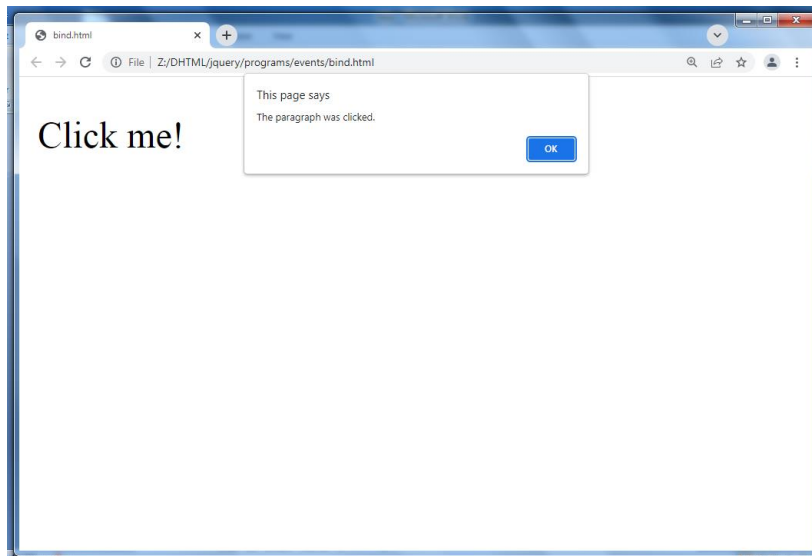 bind.html
File | Z:/DHTML/jquery/programs/events/bind.html
This page says
The paragraph was clicked.
OK
Click me!